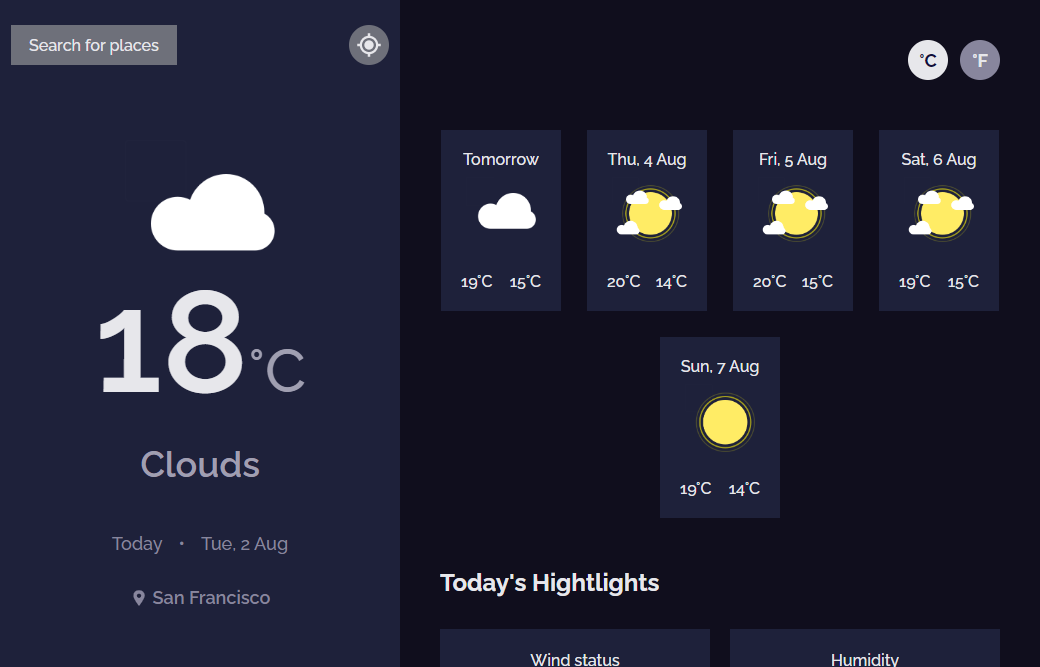 Search for places
18°C
Clouds
Today • Tue, 2 Aug
San Francisco
°C °F
Tomorrow
19°C 15°C
Thu, 4 Aug
20°C 14°C
Fri, 5 Aug
20°C 15°C
Sat, 6 Aug
19°C 15°C
Sun, 7 Aug
19°C 14°C
Today's Hightlights
Wind status
Humidity